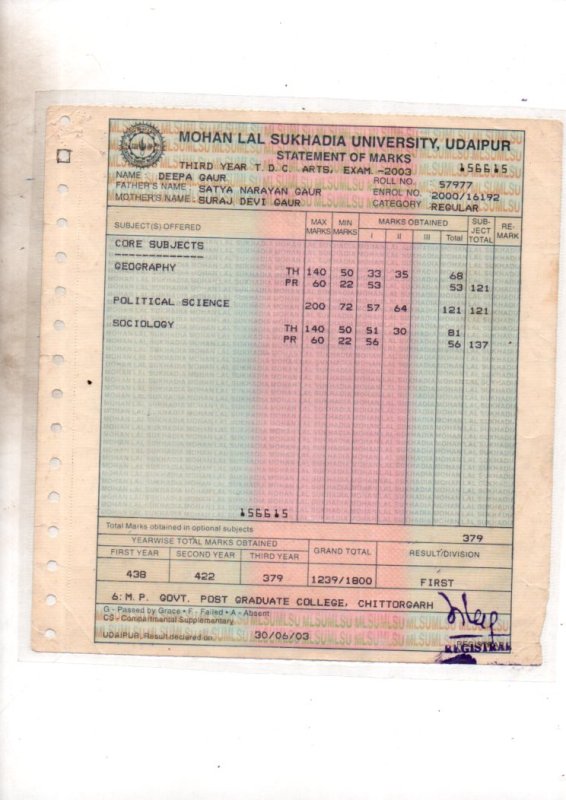 MOHAN LAL SUKHADIA UNIVERSITY, UDAIPUR
STATEMENT OF MARKS
THIRD YEAR T.D.C. ARTS, EXAM.-2003 156615
NAME : DEEPA GAUR ROLL NO. : 57977
FATHER'S NAME : SATYA NARAYAN GAUR ENROL NO. : 2000/16192
MOTHER'S NAME : SURAJ DEVI GAUR CATEGORY REGULAR
SUBJECT(S) OFFERED MAX MARKS MIN MARKS MARKS OBTAINED I II III Total SUB-JECT TOTAL RE-MARK
CORE SUBJECTS
--------------
GEOGRAPHY TH 140 50 33 35 68
PR 60 22 53 53 121
POLITICAL SCIENCE 200 72 57 64 121 121
SOCIOLOGY TH 140 50 51 30 81
PR 60 22 56 56 137
156615
Total Marks obtained in optional subjects 379
YEARWISE TOTAL MARKS OBTAINED GRAND TOTAL RESULT/DIVISION
FIRST YEAR SECOND YEAR THIRD YEAR
438 422 379 1239/1800 FIRST
6:M.P. GOVT. POST GRADUATE COLLEGE, CHITTORGARH
G - Passed by Grace • F - Failed • A - Absent
CS - Compartmental Supplementary
UDAIPUR, Result declared on 30/06/03
REGISTRAR